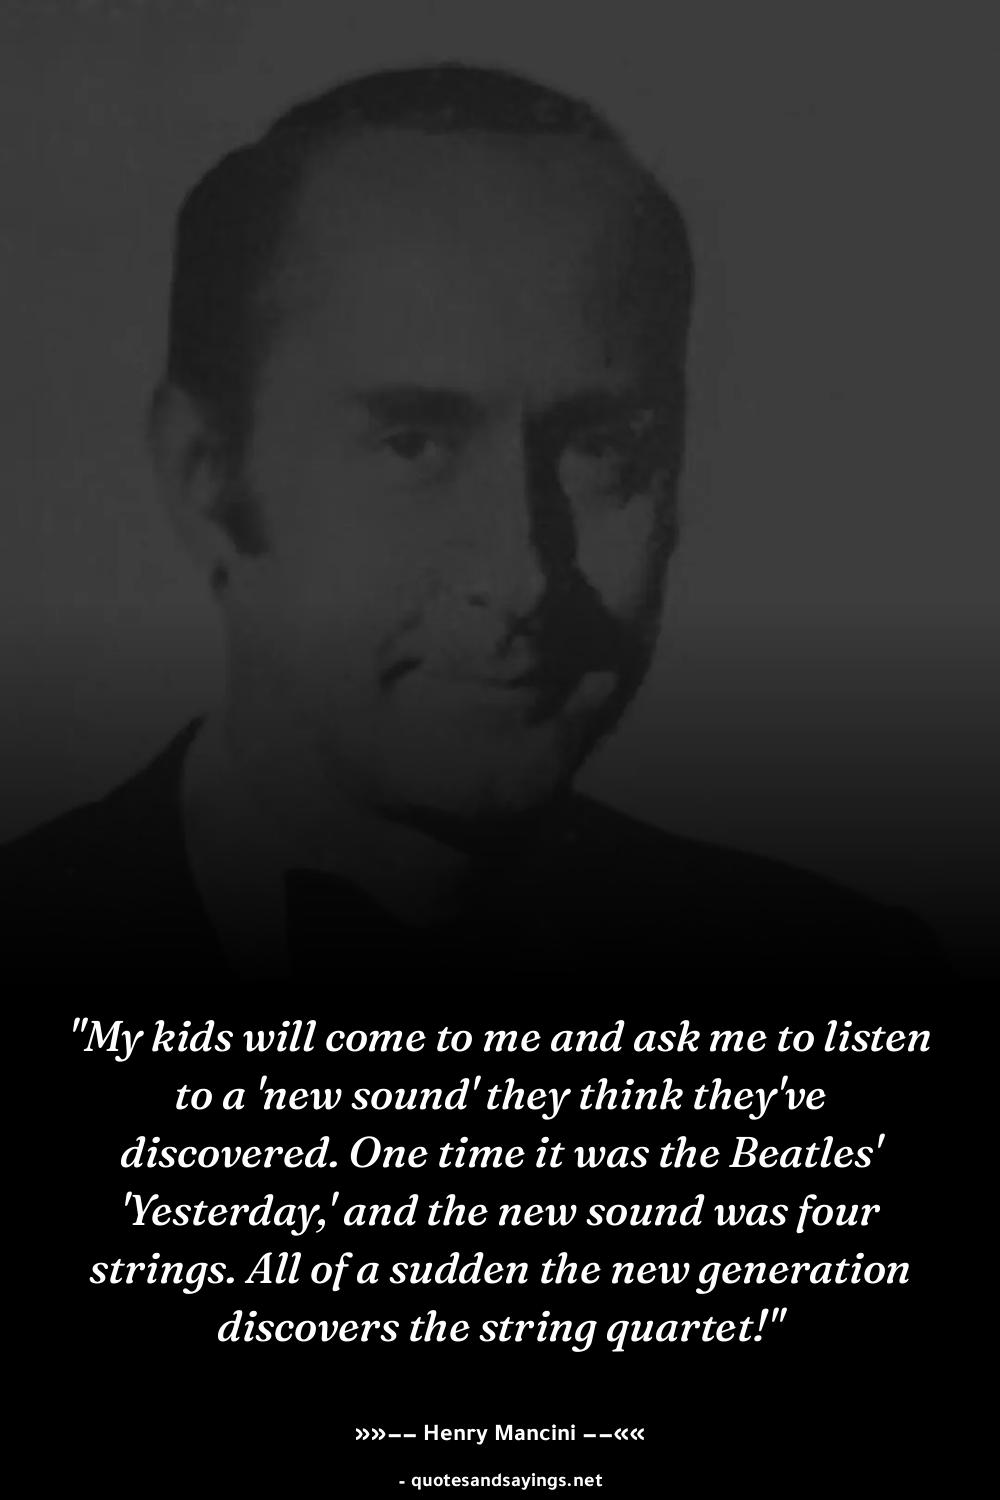 "My kids will come to me and ask me to listen
to a 'new sound' they think they've
discovered. One time it was the Beatles'
'Yesterday,' and the new sound was four
strings. All of a sudden the new generation
discovers the string quartet!"
»»–– Henry Mancini ––««
- quotesandsayings.net